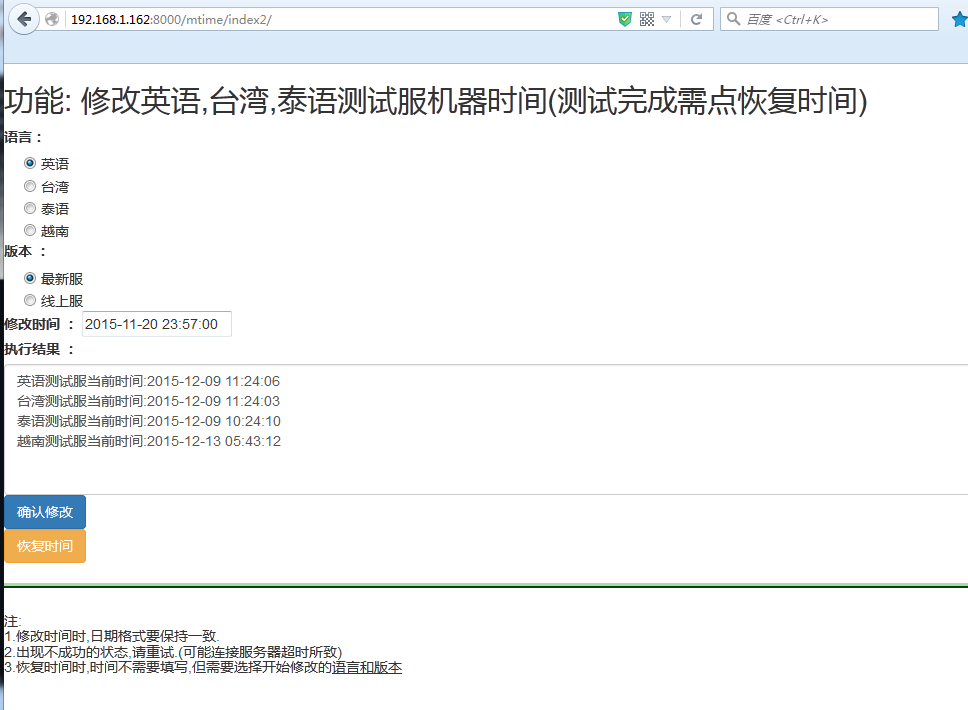 192.168.1.162:8000/mtime/index2/
百度 <Ctrl+K>
功能: 修改英语,台湾,泰语测试服机器时间(测试完成需点恢复时间)
语言：
英语
台湾
泰语
越南
版本 ：
最新服
线上服
修改时间 ： 2015-11-20 23:57:00
执行结果 ：
英语测试服当前时间:2015-12-09 11:24:06
台湾测试服当前时间:2015-12-09 11:24:03
泰语测试服当前时间:2015-12-09 10:24:10
越南测试服当前时间:2015-12-13 05:43:12
确认修改
恢复时间
注:
1.修改时间时,日期格式要保持一致.
2.出现不成功的状态,请重试.(可能连接服务器超时所致)
3.恢复时间时,时间不需要填写,但需要选择开始修改的语言和版本